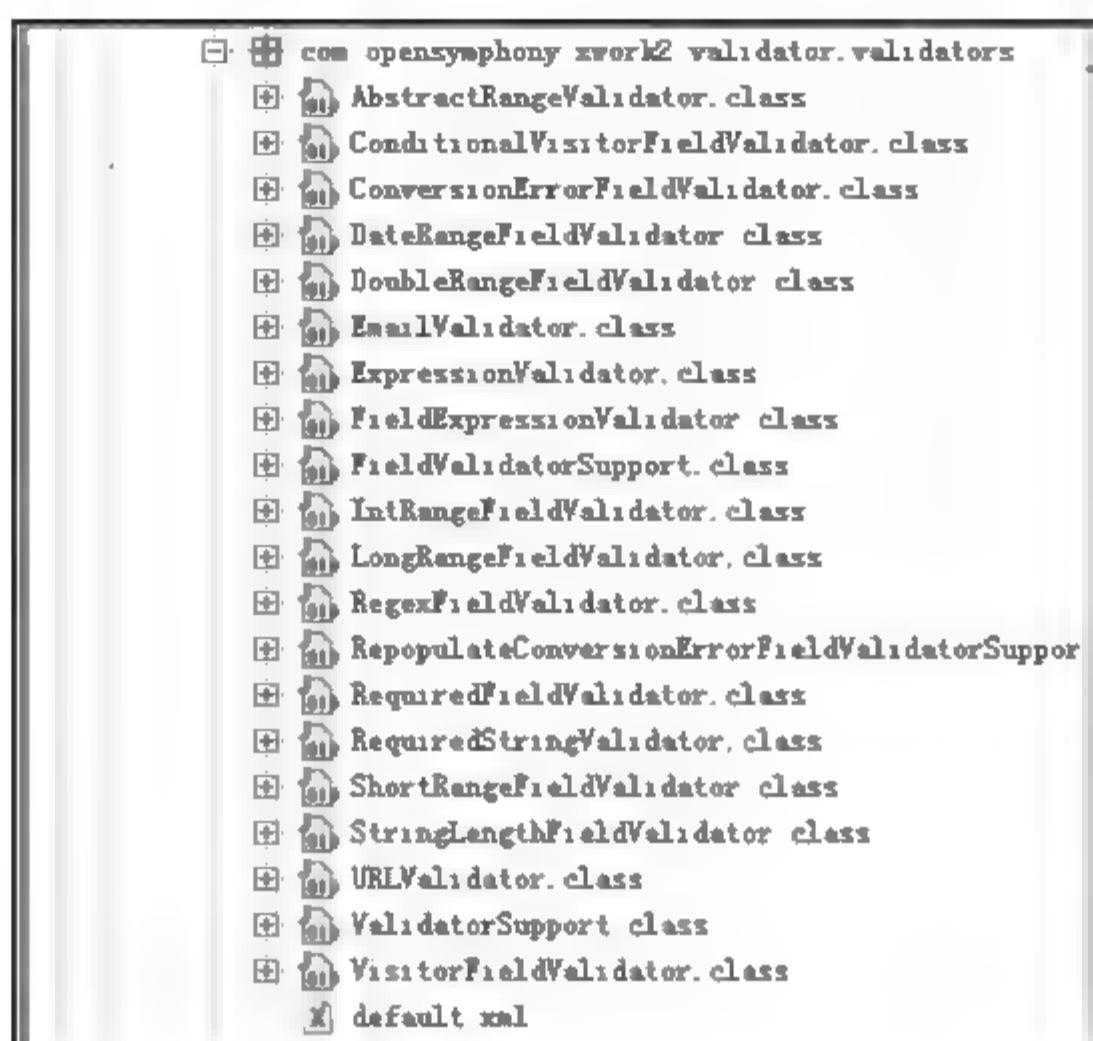 com opensymphony xwork2 validator.validators
AbstractRangeValidator.class
ConditionalVisitorFieldValidator.class
ConversionErrorFieldValidator.class
DateRangeFieldValidator class
DoubleRangeFieldValidator class
EmailValidator.class
ExpressionValidator.class
FieldExpressionValidator class
FieldValidatorSupport.class
IntRangeFieldValidator.class
LongRangeFieldValidator.class
RegexFieldValidator.class
RepopulateConversionErrorFieldValidatorSuppor
RequiredFieldValidator.class
RequiredStringValidator.class
ShortRangeFieldValidator class
StringLengthFieldValidator class
URLValidator.class
ValidatorSupport class
VisitorFieldValidator.class
default xml